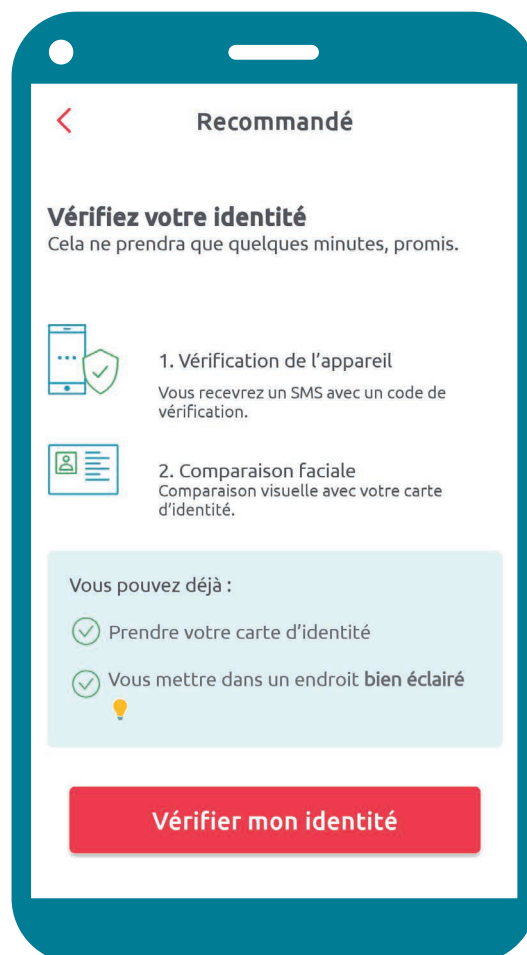 Recommandé
Vérifiez votre identité
Cela ne prendra que quelques minutes, promis.
1. Vérification de l’appareil
Vous recevrez un SMS avec un code de
vérification.
2. Comparaison faciale
Comparaison visuelle avec votre carte
d’identité.
Vous pouvez déjà :
Prendre votre carte d’identité
Vous mettre dans un endroit bien éclairé
Vérifier mon identité